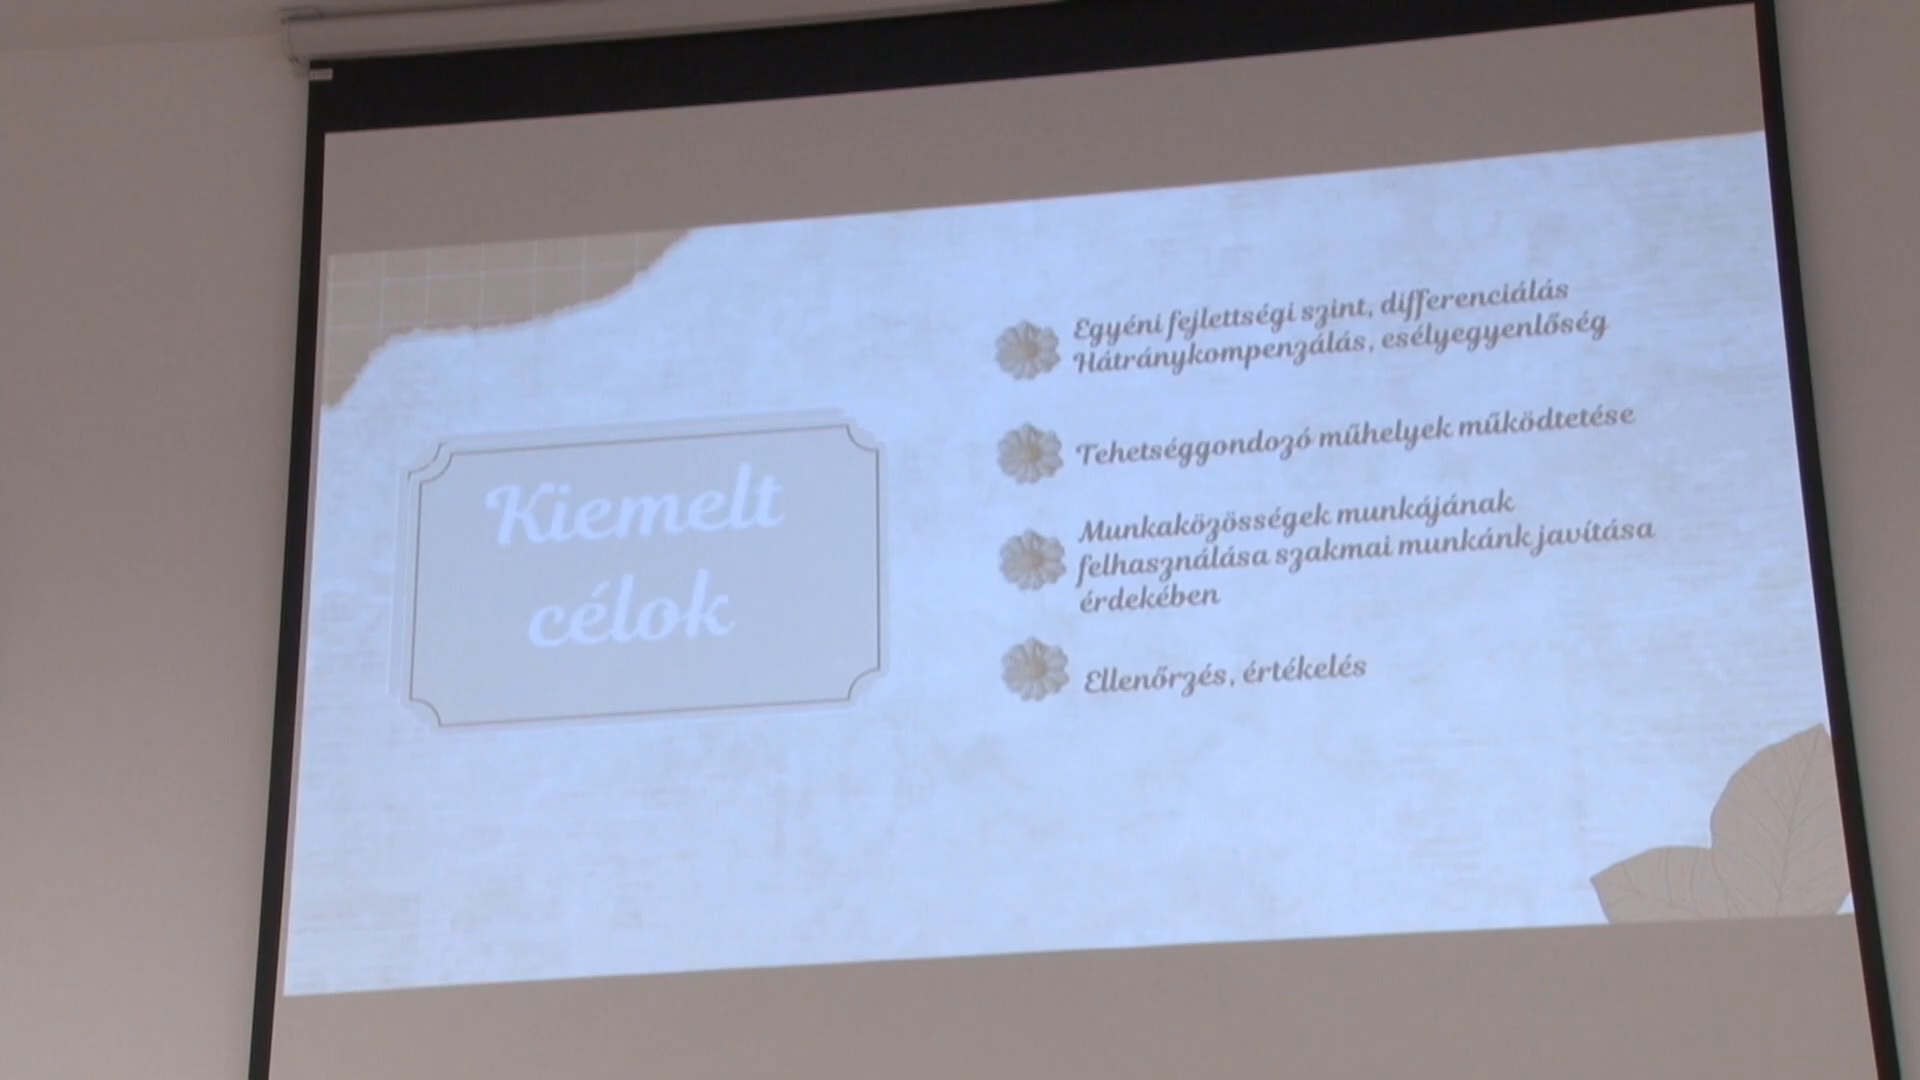 Kiemelt
célok
Egyéni fejlettségi szint, differenciálás
Hátránykompenzálás, esélyegyenlőség
Tehetséggondozó műhelyek működtetése
Munkaközösségek munkájának
felhasználása szakmai munkánk javítása
érdekében
Ellenőrzés, értékelés